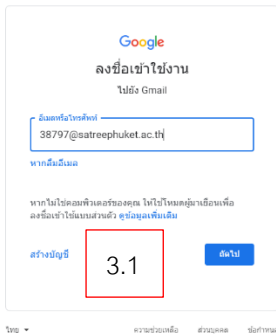 Google
ลงชื่อเข้าใช้งาน
ไปยัง Gmail
อีเมลหรือโทรศัพท์
38797@satreephuket.ac.th
หากลืมอีเมล
หากไม่ใช่คอมพิวเตอร์ของคุณ ให้ใช้โหมดผู้มาเยือนเพื่อ
ลงชื่อเข้าใช้แบบส่วนตัว ดูข้อมูลเพิ่มเติม
สร้างบัญชี
ถัดไป
3.1
ไทย
ความช่วยเหลือ ส่วนบุคคล ข้อกำหนด